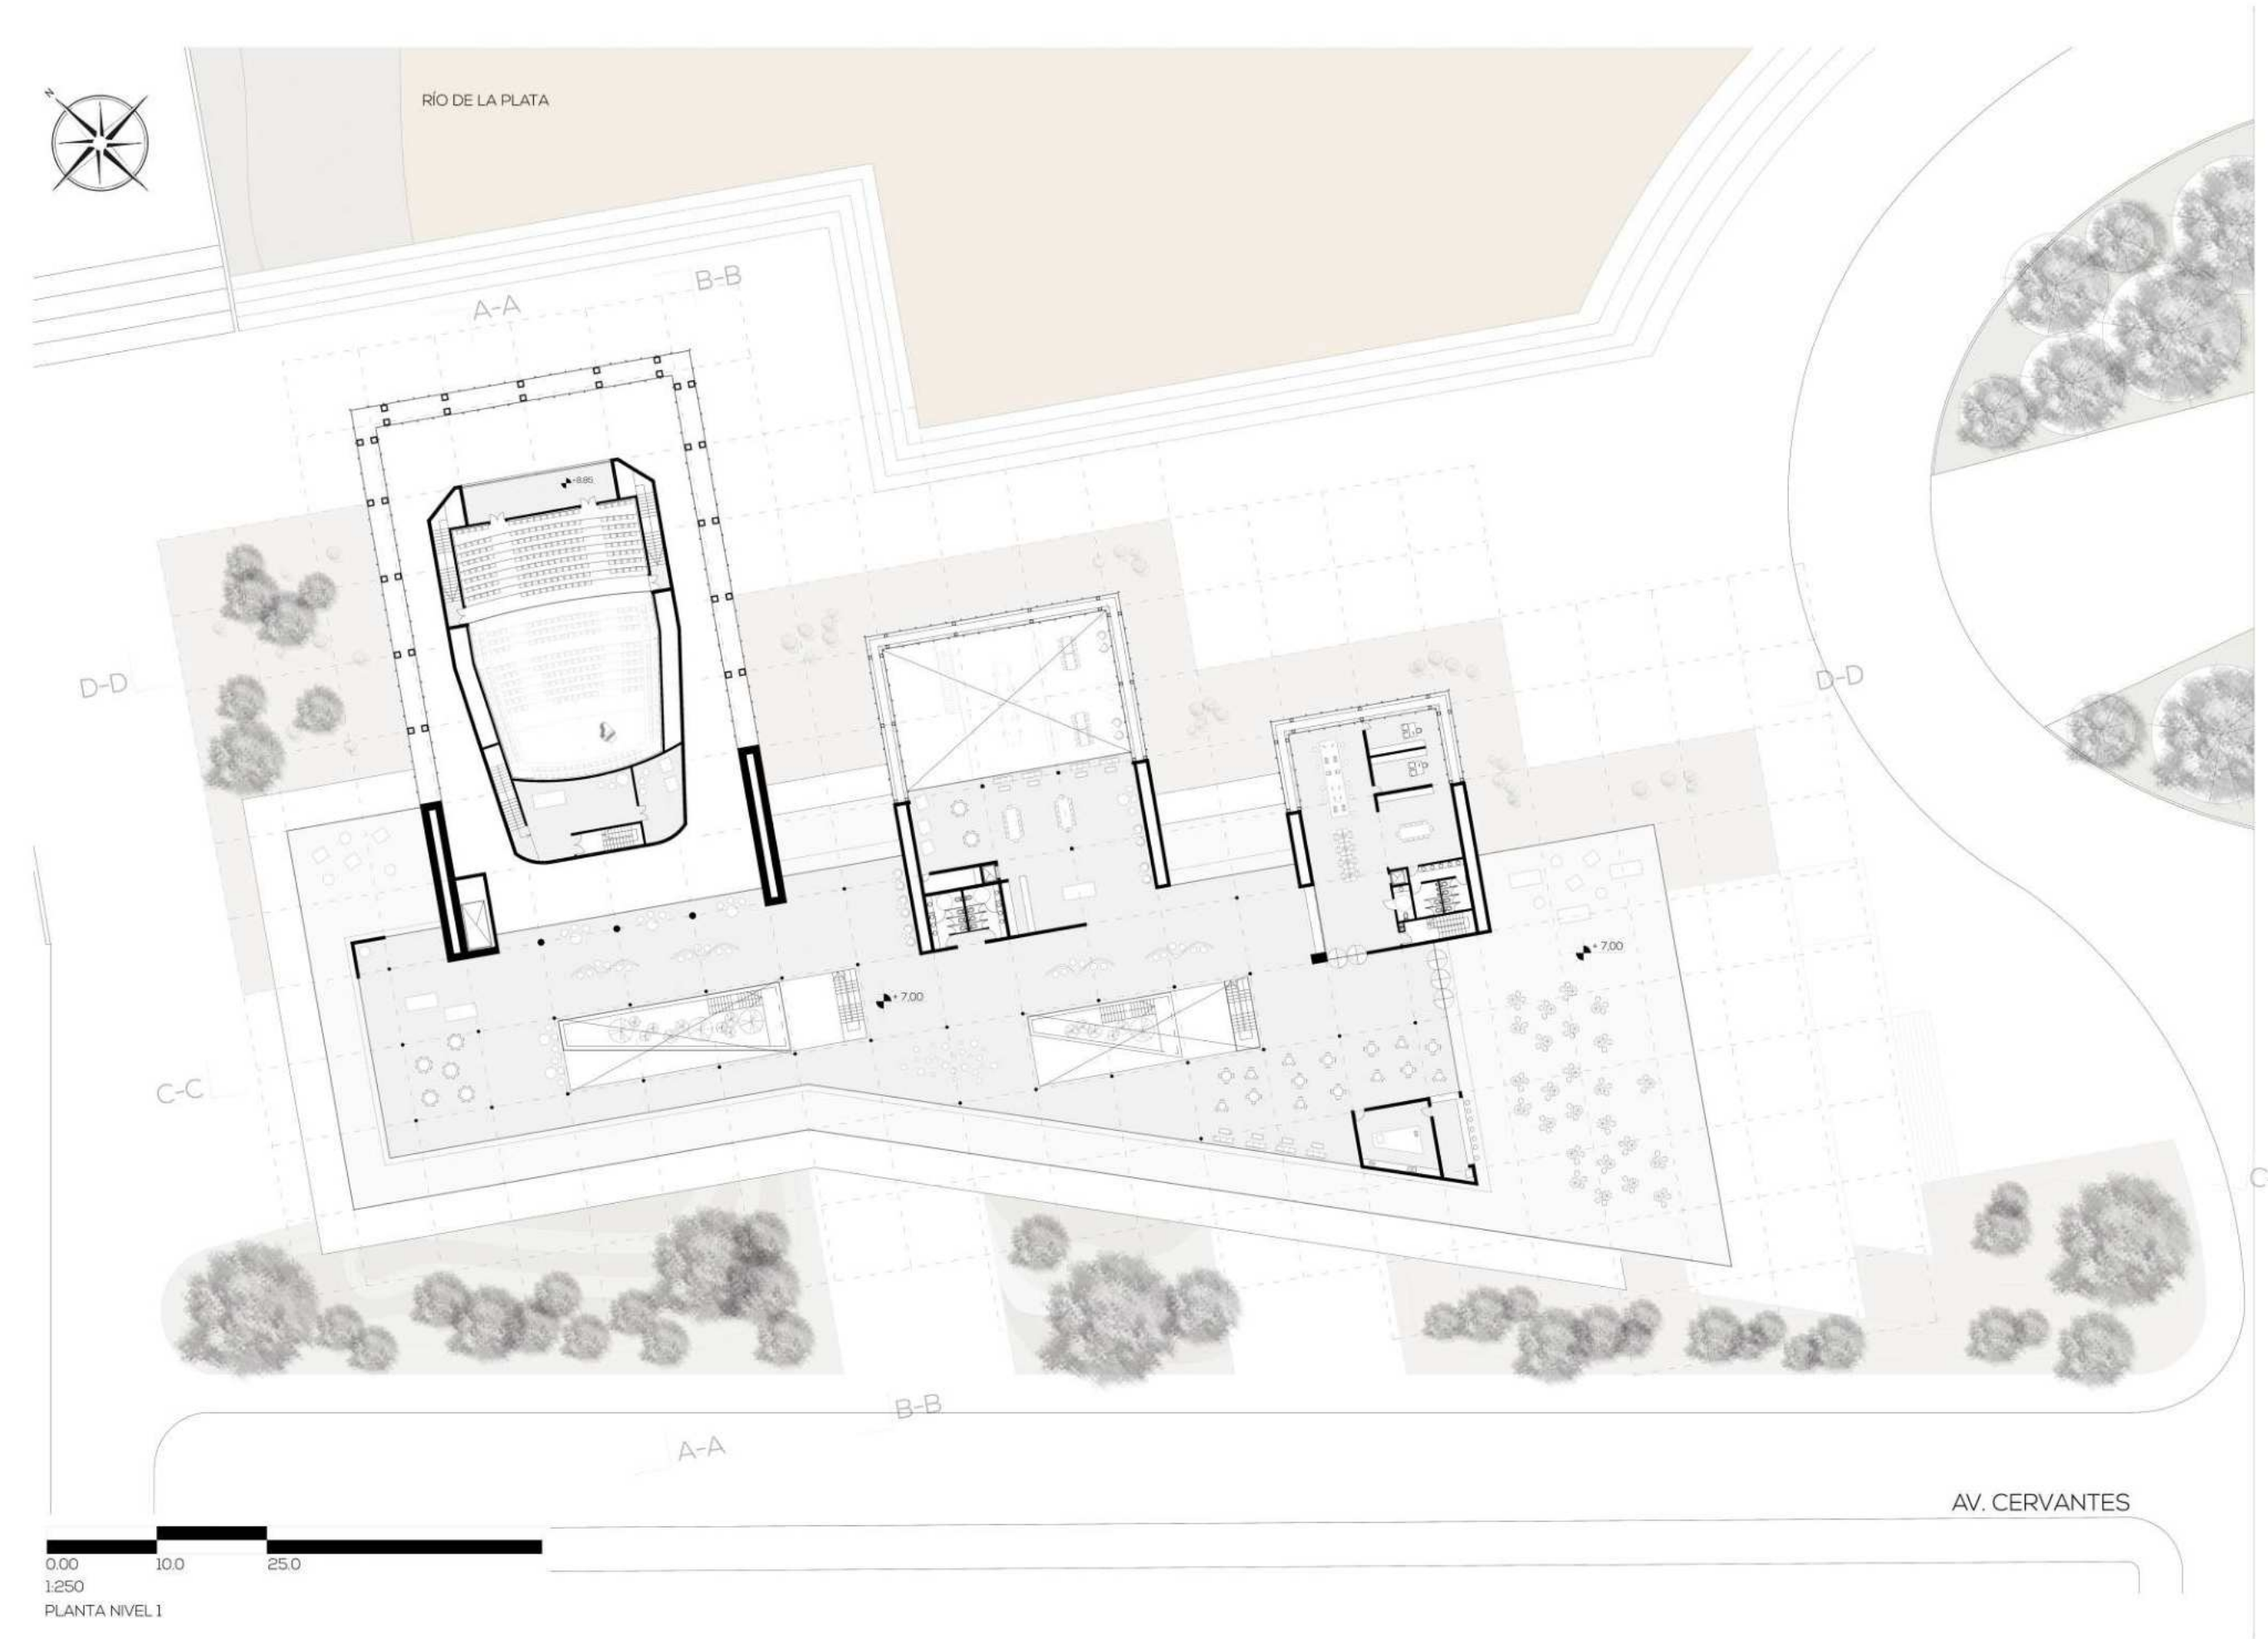 N
RÍO DE LA PLATA
B-B
A-A
+8.85
D-D
D-D
+ 7,00
+ 7,00
C-C
C
B-B
A-A
AV. CERVANTES
0.00 10.0 25.0
1:250
PLANTA NIVEL 1